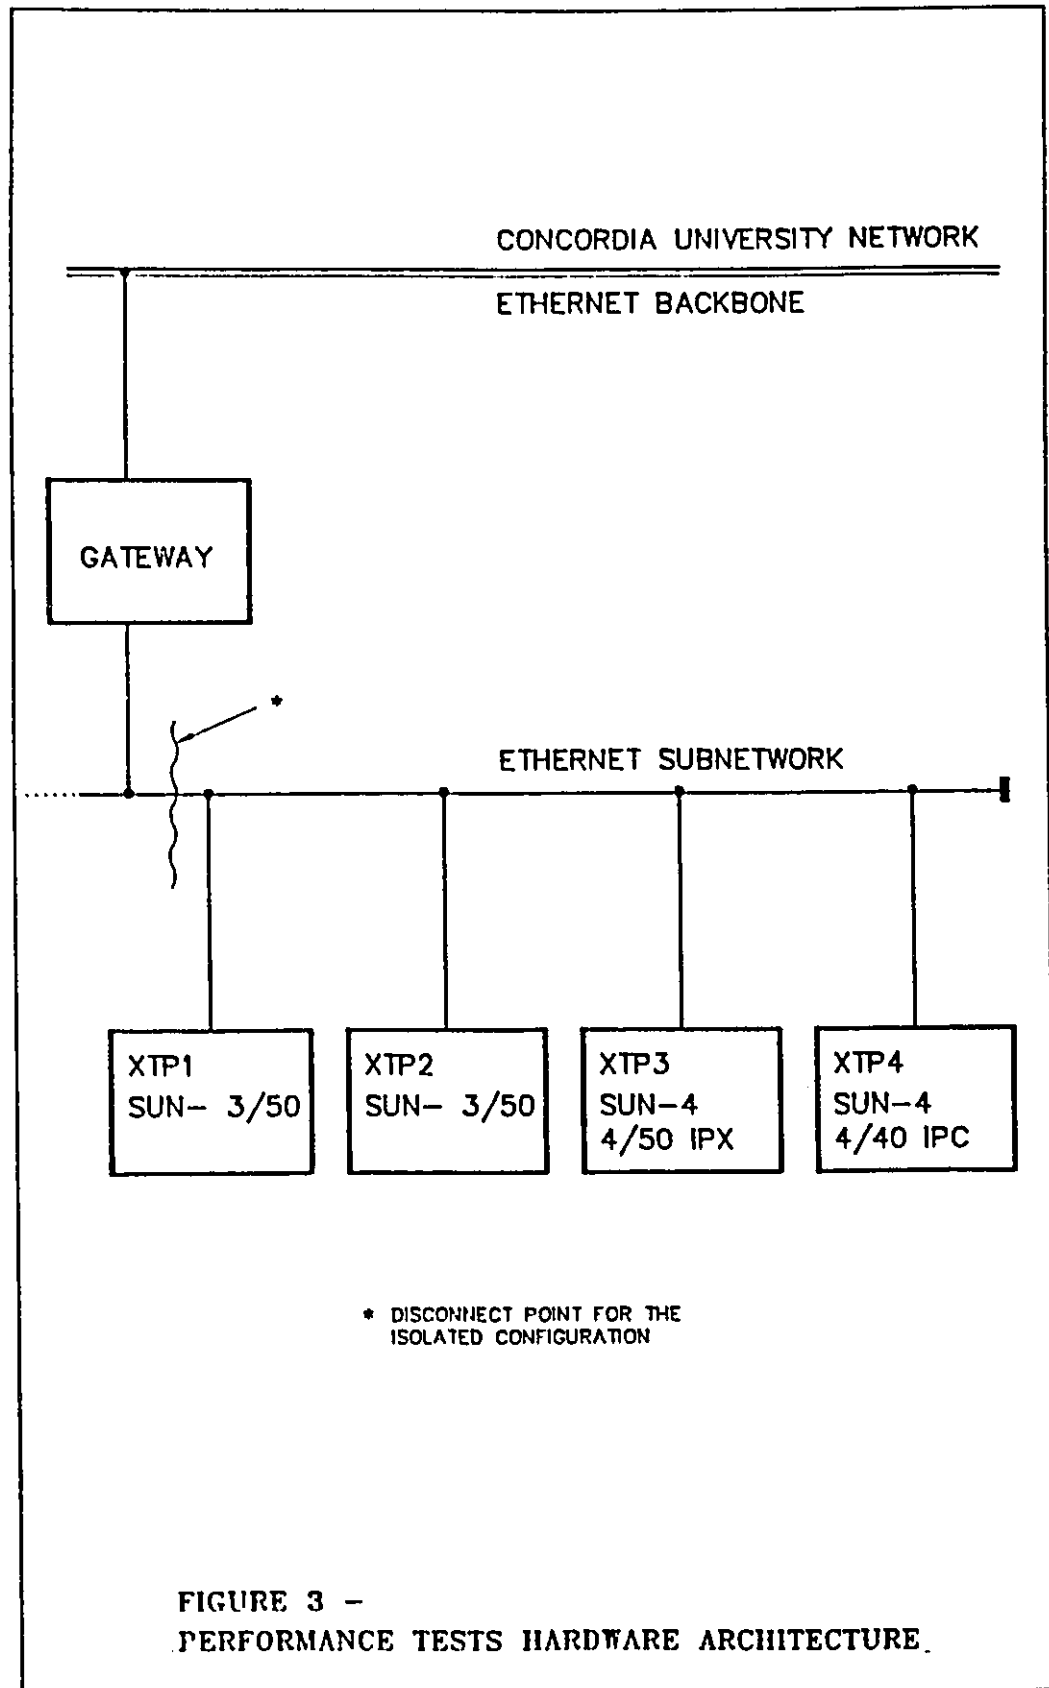 CONCORDIA UNIVERSITY NETWORK
ETHERNET BACKBONE
GATEWAY
*
ETHERNET SUBNETWORK
XTP1
SUN- 3/50
XTP2
SUN- 3/50
XTP3
SUN-4
4/50 IPX
XTP4
SUN-4
4/40 IPC
* DISCONNECT POINT FOR THE
ISOLATED CONFIGURATION
FIGURE 3 -
PERFORMANCE TESTS HARDWARE ARCHITECTURE.